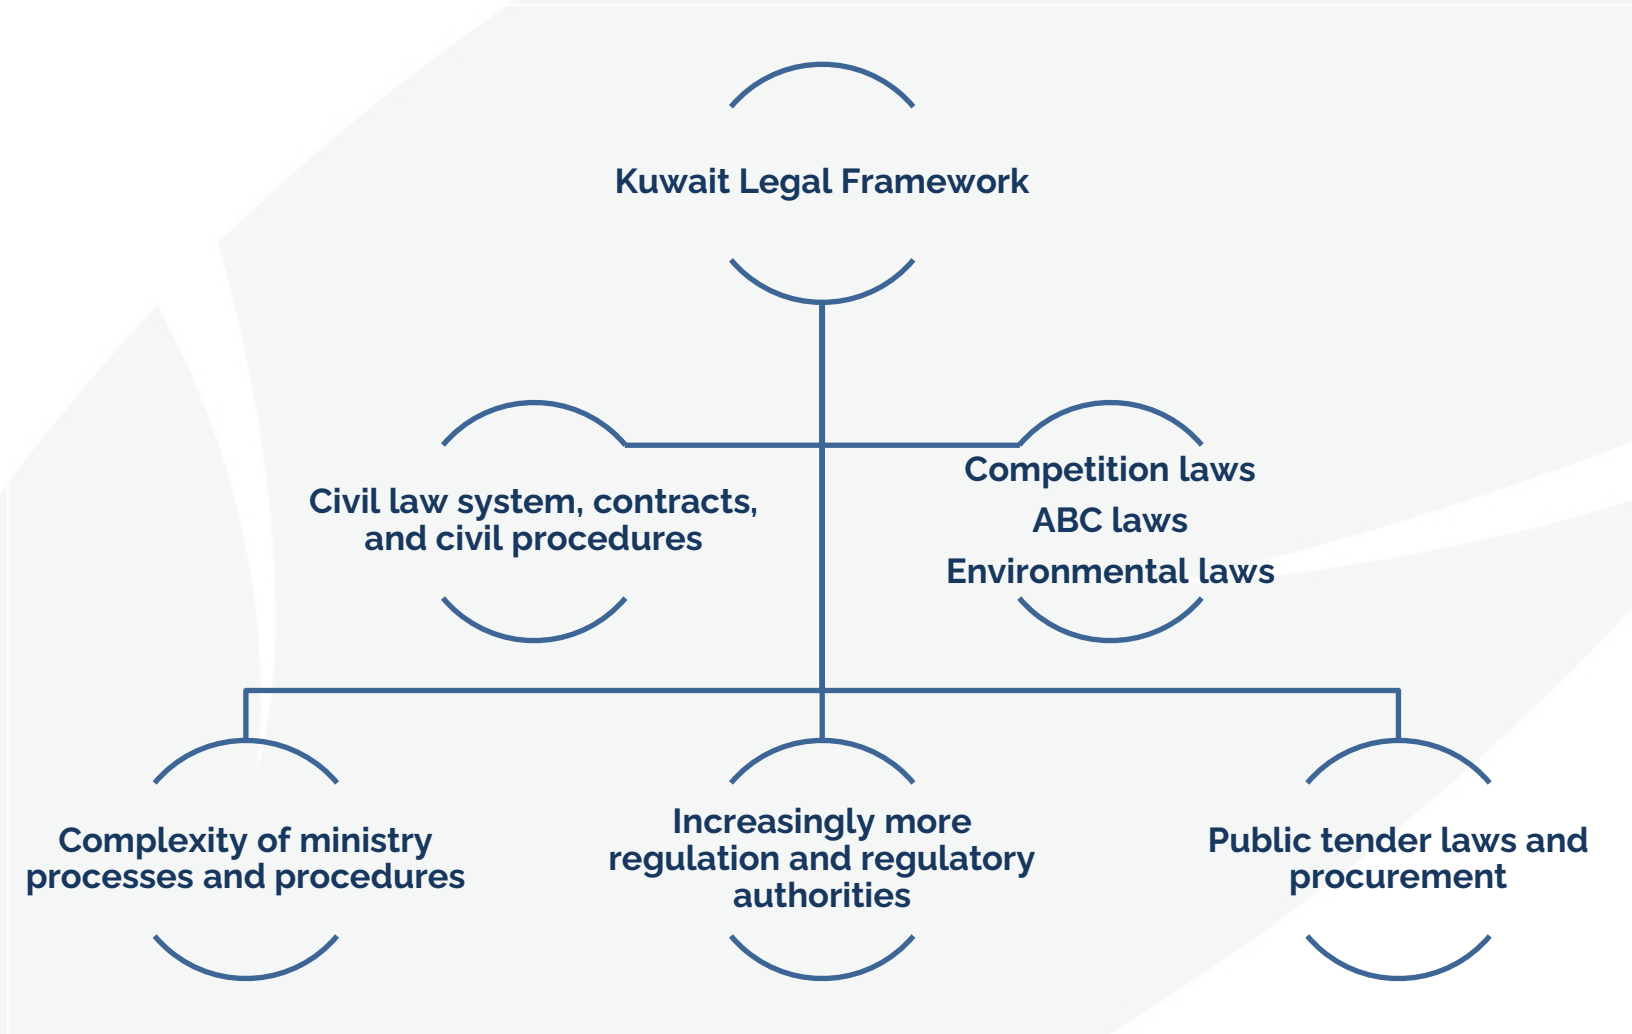 Kuwait Legal Framework
Civil law system, contracts,
and civil procedures
Competition laws
ABC laws
Environmental laws
Complexity of ministry
processes and procedures
Increasingly more
regulation and regulatory
authorities
Public tender laws and
procurement